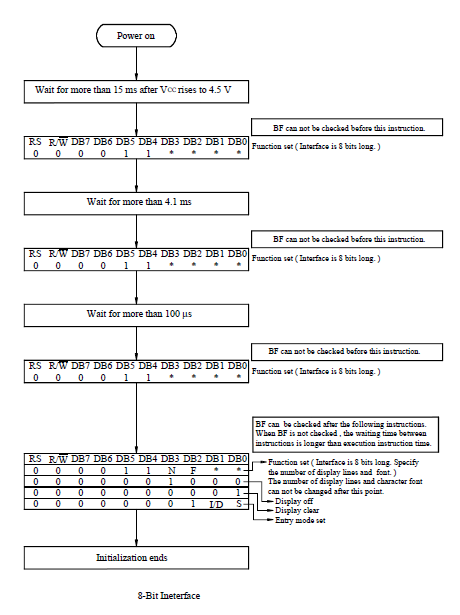 Power on
Wait for more than 15 ms after VCC rises to 4.5 V
BF can not be checked before this instruction.
RS R/W̅ DB7 DB6 DB5 DB4 DB3 DB2 DB1 DB0
0 0 0 0 1 1 * * * *
Function set ( Interface is 8 bits long. )
Wait for more than 4.1 ms
BF can not be checked before this instruction.
RS R/W̅ DB7 DB6 DB5 DB4 DB3 DB2 DB1 DB0
0 0 0 0 1 1 * * * *
Function set ( Interface is 8 bits long. )
Wait for more than 100 μs
BF can not be checked before this instruction.
RS R/W̅ DB7 DB6 DB5 DB4 DB3 DB2 DB1 DB0
0 0 0 0 1 1 * * * *
Function set ( Interface is 8 bits long. )
BF can be checked after the following instructions.
When BF is not checked , the waiting time between
instructions is longer than execution instruction time.
RS R/W̅ DB7 DB6 DB5 DB4 DB3 DB2 DB1 DB0
0 0 0 0 1 1 N F * *
0 0 0 0 0 0 1 0 0 0
0 0 0 0 0 0 0 0 0 1
0 0 0 0 0 0 0 1 I/D S
Function set ( Interface is 8 bits long. Specify
the number of display lines and font. )
The number of display lines and character font
can not be changed after this point.
Display off
Display clear
Entry mode set
Initialization ends
8-Bit Ineterface